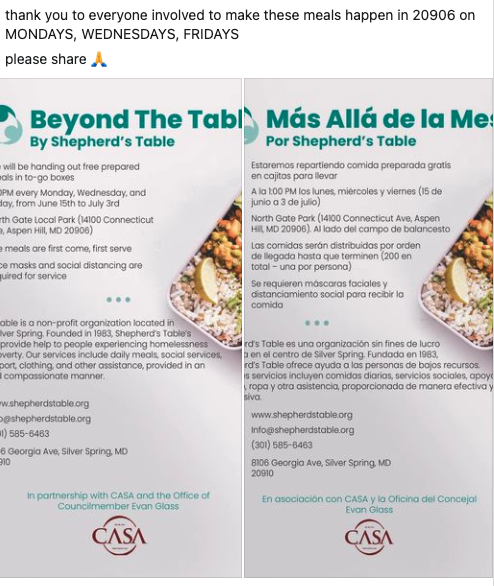 thank you to everyone involved to make these meals happen in 20906 on
MONDAYS, WEDNESDAYS, FRIDAYS
please share 🙏
Beyond The Tabl
By Shepherd's Table
will be handing out free prepared
als in to-go boxes
PM every Monday, Wednesday, and
day, from June 15th to July 3rd
rth Gate Local Park (14100 Connecticut
e, Aspen Hill, MD 20906)
e meals are first come, first serve
ce masks and social distancing are
quired for service
able is a non-profit organization located in
lver Spring. Founded in 1983, Shepherd's Table's
provide help to people experiencing homelessness
overty. Our services include daily meals, social services,
port, clothing, and other assistance, provided in an
d compassionate manner.
w.shepherdstable.org
o@shepherdstable.org
01) 585-6463
6 Georgia Ave, Silver Spring, MD
910
In partnership with CASA and the Office of
Councilmember Evan Glass
CASA
Más Allá de la Mes
Por Shepherd's Table
Estaremos repartiendo comida preparada gratis
en cajitas para llevar
A la 1:00 PM los lunes, miércoles y viernes (15 de
junio a 3 de julio)
North Gate Park (14100 Connecticut Ave, Aspen
Hill, MD 20906). Al lado del campo de balancesto
Las comidas serán distribuidas por orden
de llegada hasta que terminen (200 en
total - una por persona)
Se requieren máscaras faciales y
distanciamiento social para recibir la
comida
rd's Table es una organización sin fines de lucro
a en el centro de Silver Spring. Fundada en 1983,
rd's Table ofrece ayuda a las personas de bajos recursos.
s servicios incluyen comidas diarias, servicios sociales, apoyo
, ropa y otra asistencia, proporcionada de manera efectiva y
siva.
www.shepherdstable.org
Info@shepherdstable.org
(301) 585-6463
8106 Georgia Ave, Silver Spring, MD
20910
En asociación con CASA y la Oficina del Concejal
Evan Glass
CASA